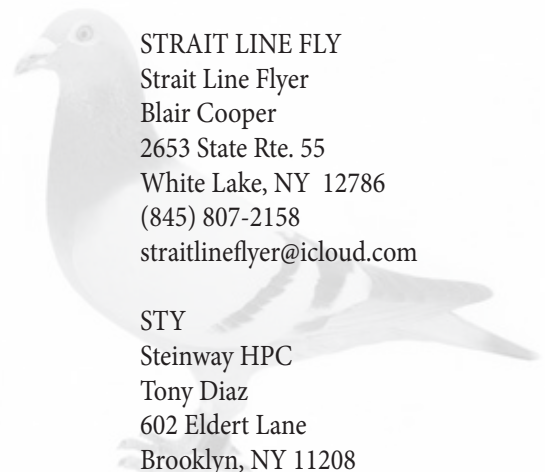 STRAIT LINE FLY
Strait Line Flyer
Blair Cooper
2653 State Rte. 55
White Lake, NY  12786
(845) 807-2158
straitlineflyer@icloud.com

STY
Steinway HPC
Tony Diaz
602 Eldert Lane
Brooklyn, NY 11208